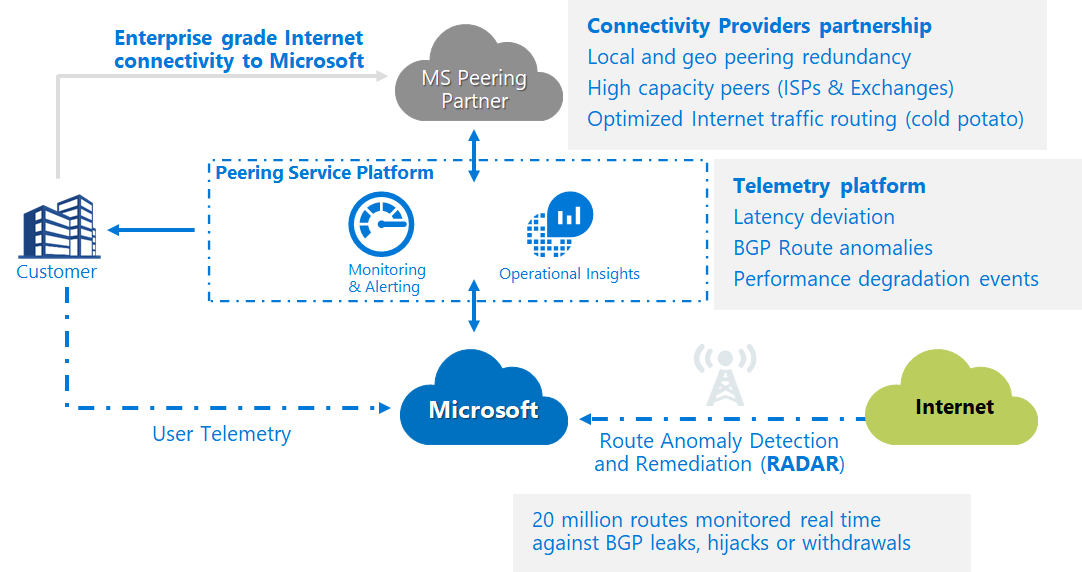 Enterprise grade Internet
connectivity to Microsoft
MS Peering
Partner
Connectivity Providers partnership
Local and geo peering redundancy
High capacity peers (ISPs & Exchanges)
Optimized Internet traffic routing (cold potato)
Peering Service Platform
Monitoring
& Alerting
Operational Insights
Telemetry platform
Latency deviation
BGP Route anomalies
Performance degradation events
Customer
User Telemetry
Microsoft
Internet
Route Anomaly Detection
and Remediation (RADAR)
20 million routes monitored real time
against BGP leaks, hijacks or withdrawals